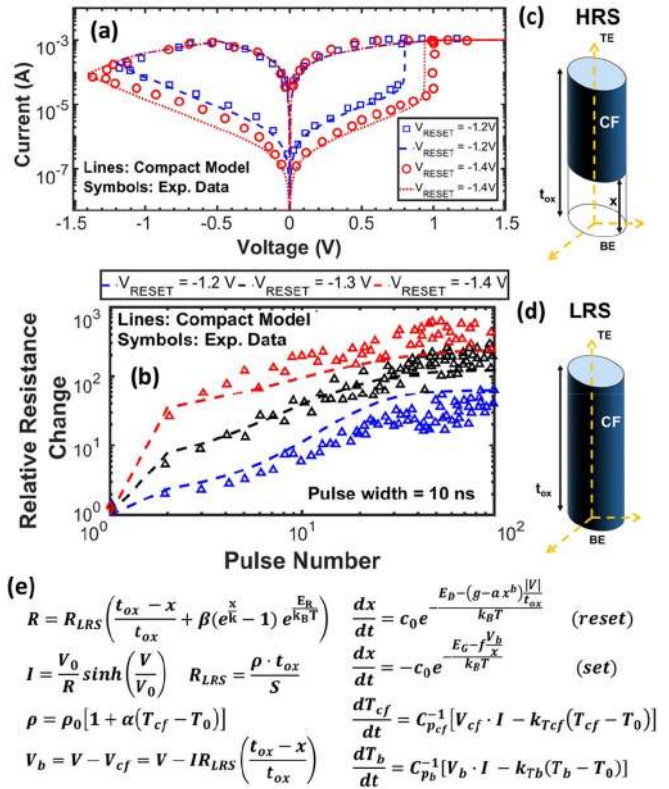 (a)
Current (A)
10⁻³
10⁻⁵
10⁻⁷
Lines: Compact Model
Symbols: Exp. Data
V_RESET = -1.2V
V_RESET = -1.2V
V_RESET = -1.4V
V_RESET = -1.4V
-1.5 -1 -0.5 0 0.5 1 1.5
Voltage (V)
(c) HRS
TE
CF
t_ox
x
BE
V_RESET = -1.2 V V_RESET = -1.3 V V_RESET = -1.4 V
Relative Resistance
Change
10³
10²
10¹
10⁰
Lines: Compact Model
Symbols: Exp. Data
(b)
Pulse width = 10 ns
10¹ 10²
Pulse Number
(d) LRS
TE
CF
t_ox
BE
(e)
R = R_LRS((t_ox − x)/t_ox + β(e^(x/k) − 1) e^(E_R/(k_B T)))
dx/dt = c₀e^(−(E_D−(g−a x^b)|V|/t_ox)/(k_B T)) (reset)
I = V₀/R sinh(V/V₀) R_LRS = ρ · t_ox/S
dx/dt = −c₀e^(−(E_G−f V_b/x)/(k_B T)) (set)
ρ = ρ₀[1 + α(T_cf − T₀)]
dT_cf/dt = C_p_cf⁻¹[V_cf · I − k_Tcf(T_cf − T₀)]
V_b = V − V_cf = V − IR_LRS((t_ox − x)/t_ox)
dT_b/dt = C_p_b⁻¹[V_b · I − k_Tb(T_b − T₀)]